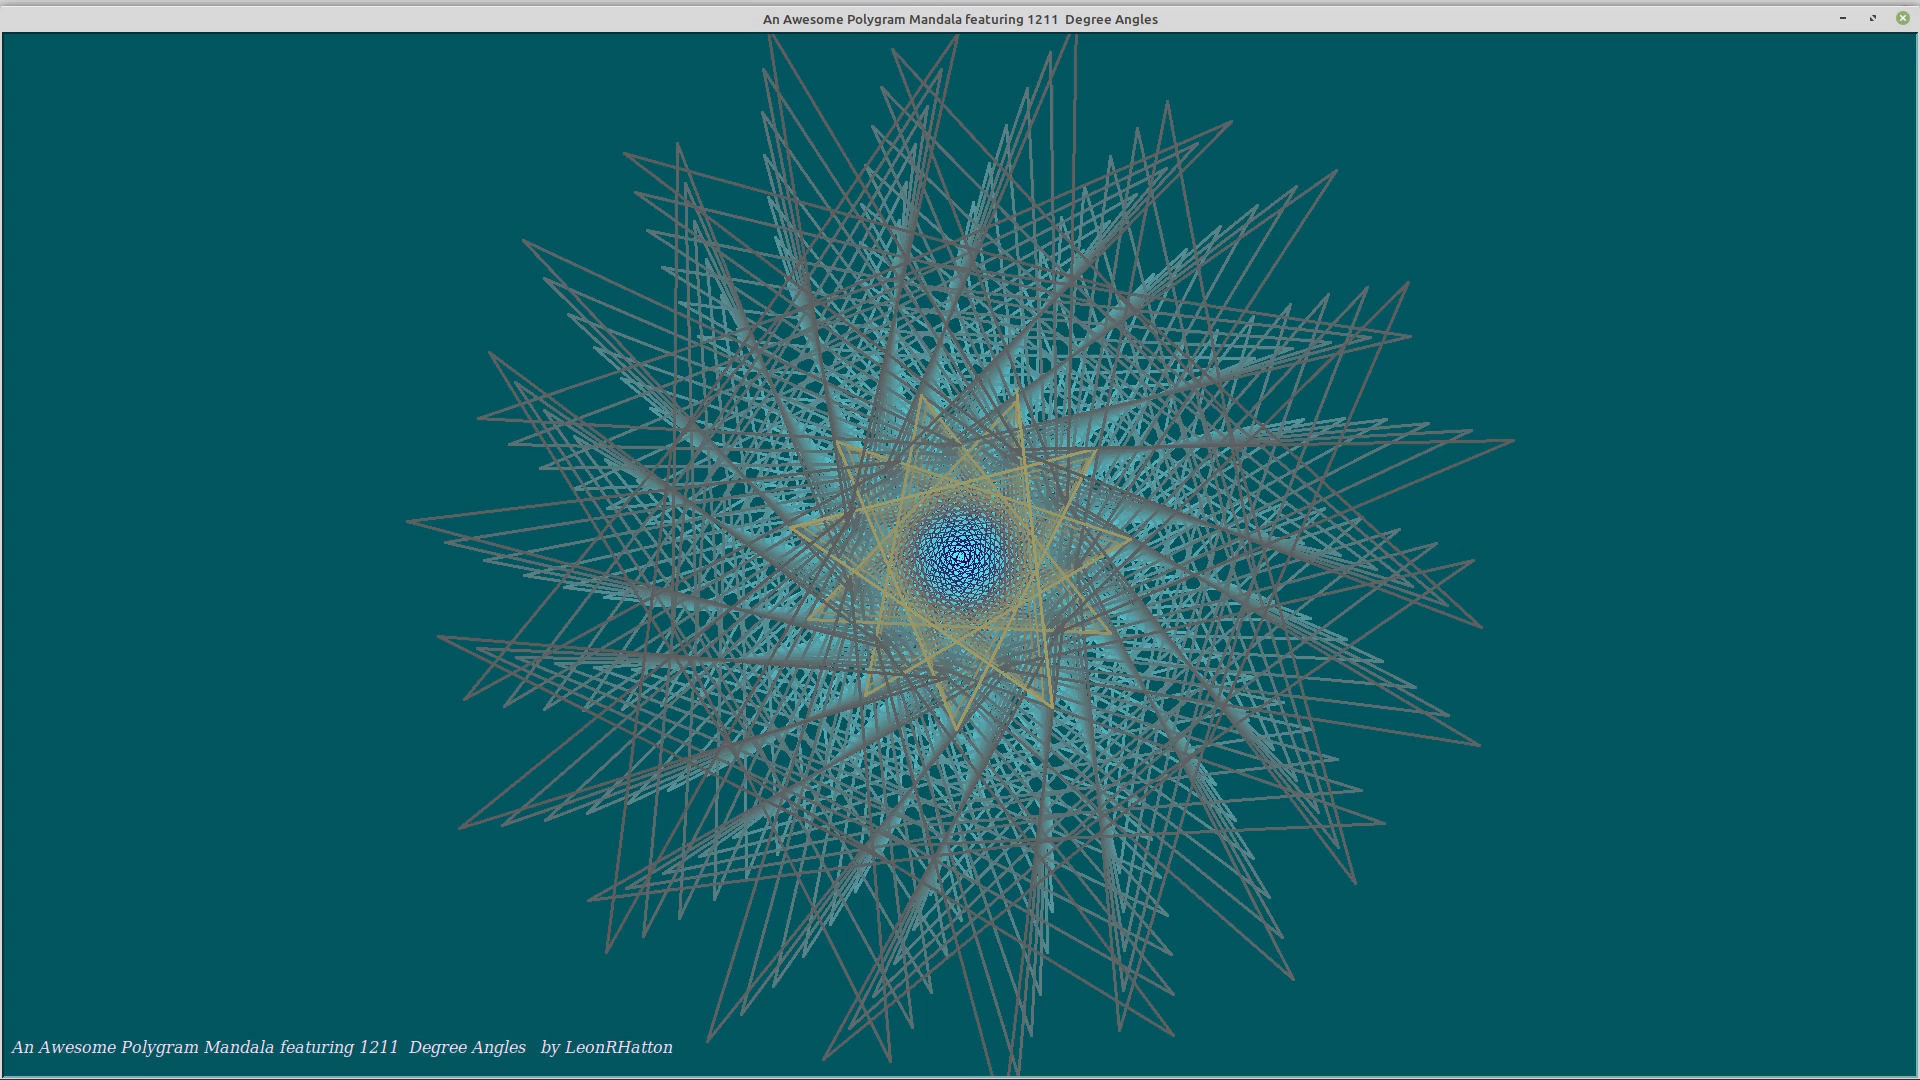 An Awesome Polygram Mandala featuring 1211  Degree Angles
An Awesome Polygram Mandala featuring 1211  Degree Angles   by LeonRHatton